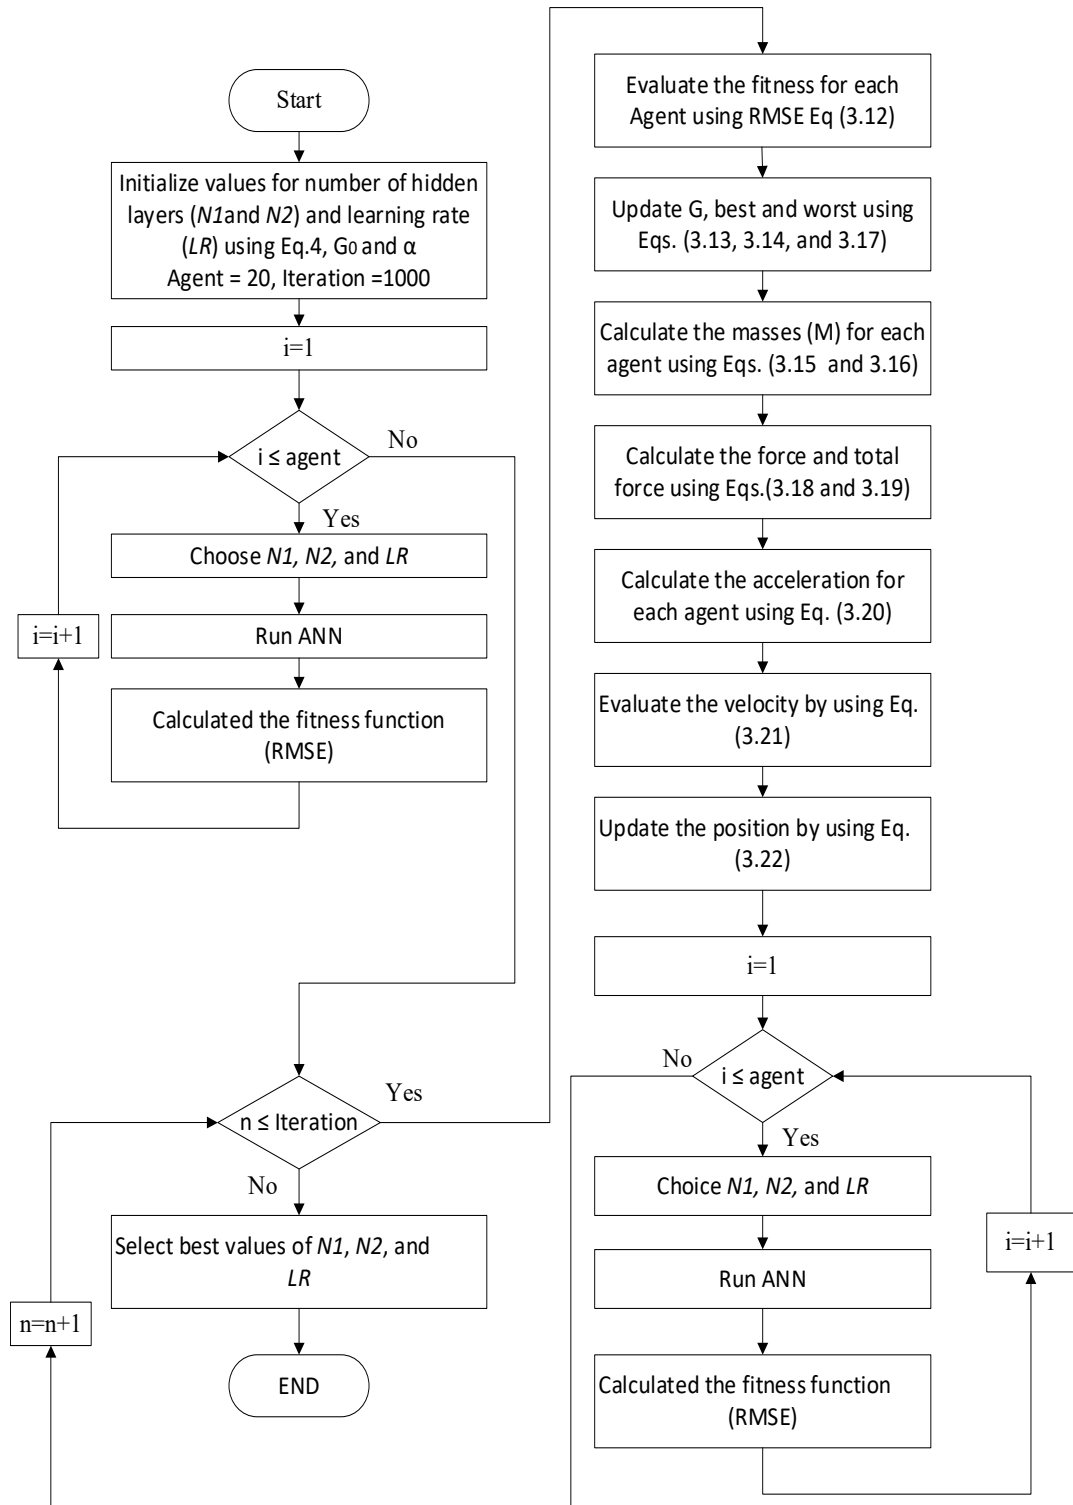 Start
Initialize values for number of hidden
layers (N1and N2) and learning rate
(LR) using Eq.4, G0 and α
Agent = 20, Iteration =1000
i=1
i ≤ agent
No
Yes
Choose N1, N2, and LR
i=i+1
Run ANN
Calculated the fitness function
(RMSE)
n ≤ Iteration
Yes
No
Select best values of N1, N2, and
LR
n=n+1
END
Evaluate the fitness for each
Agent using RMSE Eq (3.12)
Update G, best and worst using
Eqs. (3.13, 3.14, and 3.17)
Calculate the masses (M) for each
agent using Eqs. (3.15 and 3.16)
Calculate the force and total
force using Eqs.(3.18 and 3.19)
Calculate the acceleration for
each agent using Eq. (3.20)
Evaluate the velocity by using Eq.
(3.21)
Update the position by using Eq.
(3.22)
i=1
No
i ≤ agent
Yes
Choice N1, N2, and LR
i=i+1
Run ANN
Calculated the fitness function
(RMSE)